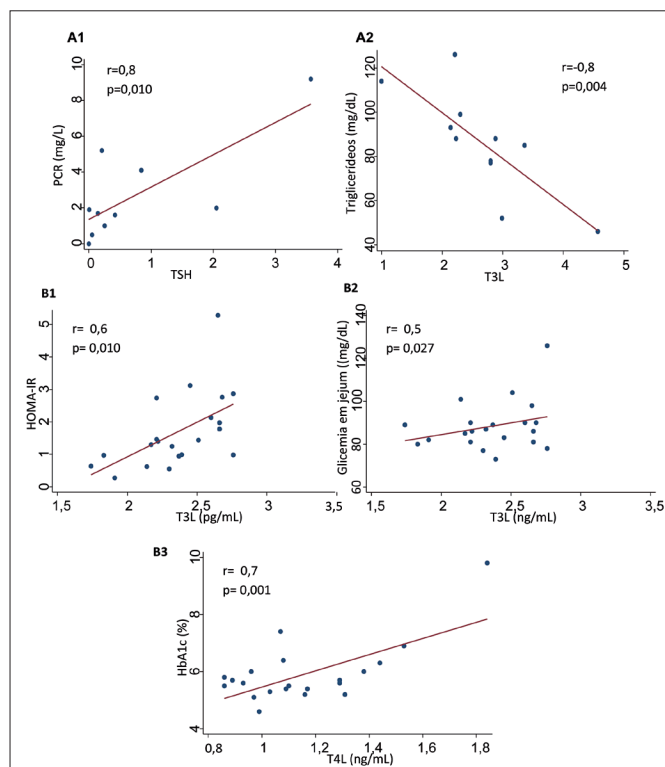 A1
r=0,8
p=0,010
PCR (mg/L)
10
8
6
4
2
0
0
1
2
3
4
TSH
A2
r=-0,8
p=0,004
Triglicerídeos (mg/dL)
120
100
80
60
40
1
2
3
4
5
T3L
B1
r= 0,6
p= 0,010
HOMA-IR
5
4
3
2
1
0
1,5
2
2,5
3
3,5
T3L (pg/mL)
B2
r= 0,5
p= 0,027
Glicemia em jejum ((mg/dL)
140
120
100
80
60
1,5
2
2,5
3
3,5
T3L (ng/mL)
B3
r= 0,7
p= 0,001
HbA1c (%)
10
8
6
4
0,8
1
1,2
1,4
1,6
1,8
T4L (ng/mL)